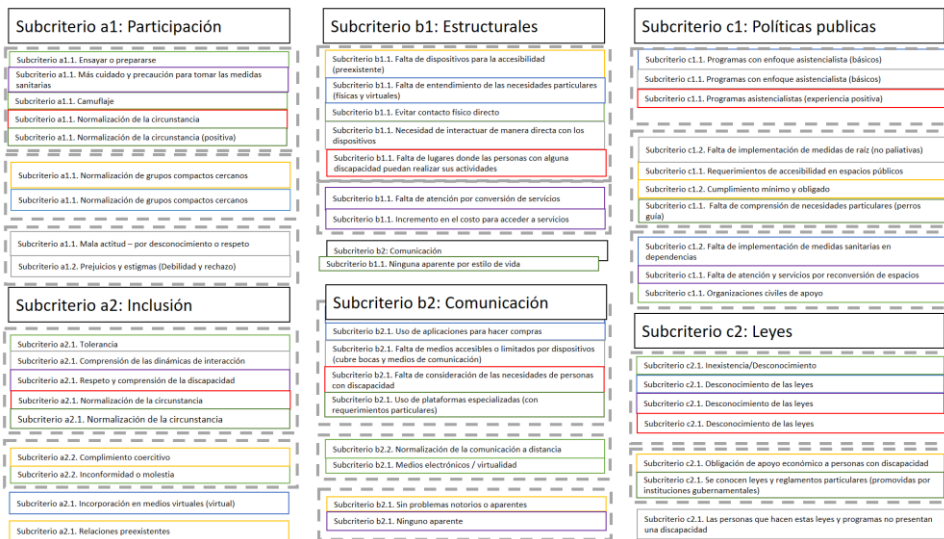 Subcriterio a1: Participación
Subcriterio a1.1. Ensayar o prepararse
Subcriterio a1.1. Más cuidado y precaución para tomar las medidas
sanitarias
Subcriterio a1.1. Camuflaje
Subcriterio a1.1. Normalización de la circunstancia
Subcriterio a1.1. Normalización de la circunstancia (positiva)
Subcriterio a1.1. Normalización de grupos compactos cercanos
Subcriterio a1.1. Normalización de grupos compactos cercanos
Subcriterio a1.1. Mala actitud – por desconocimiento o respeto
Subcriterio a1.2. Prejuicios y estigmas (Debilidad y rechazo)
Subcriterio a2: Inclusión
Subcriterio a2.1. Tolerancia
Subcriterio a2.1. Comprensión de las dinámicas de interacción
Subcriterio a2.1. Respeto y comprensión de la discapacidad
Subcriterio a2.1. Normalización de la circunstancia
Subcriterio a2.1. Normalización de la circunstancia
Subcriterio a2.2. Complimiento coercitivo
Subcriterio a2.2. Inconformidad o molestia
Subcriterio a2.1. Incorporación en medios virtuales (virtual)
Subcriterio a2.1. Relaciones preexistentes
Subcriterio b1: Estructurales
Subcriterio b1.1. Falta de dispositivos para la accesibilidad
(preexistente)
Subcriterio b1.1. Falta de entendimiento de las necesidades particulares
(físicas y virtuales)
Subcriterio b1.1. Evitar contacto físico directo
Subcriterio b1.1. Necesidad de interactuar de manera directa con los
dispositivos
Subcriterio b1.1. Falta de lugares donde las personas con alguna
discapacidad puedan realizar sus actividades
Subcriterio b1.1. Falta de atención por conversión de servicios
Subcriterio b1.1. Incremento en el costo para acceder a servicios
Subcriterio b2: Comunicación
Subcriterio b1.1. Ninguna aparente por estilo de vida
Subcriterio b2: Comunicación
Subcriterio b2.1. Uso de aplicaciones para hacer compras
Subcriterio b2.1. Falta de medios accesibles o limitados por dispositivos
(cubre bocas y medios de comunicación)
Subcriterio b2.1. Falta de consideración de las necesidades de personas
con discapacidad
Subcriterio b2.1. Uso de plataformas especializadas (con
requerimientos particulares)
Subcriterio b2.2. Normalización de la comunicación a distancia
Subcriterio b2.1. Medios electrónicos / virtualidad
Subcriterio b2.1. Sin problemas notorios o aparentes
Subcriterio b2.1. Ninguno aparente
Subcriterio c1: Políticas publicas
Subcriterio c1.1. Programas con enfoque asistencialista (básicos)
Subcriterio c1.1. Programas con enfoque asistencialista (básicos)
Subcriterio c1.1. Programas asistencialistas (experiencia positiva)
Subcriterio c1.2. Falta de implementación de medidas de raíz (no paliativas)
Subcriterio c1.1. Requerimientos de accesibilidad en espacios públicos
Subcriterio c1.2. Cumplimiento mínimo y obligado
Subcriterio c1.1. Falta de comprensión de necesidades particulares (perros
guía)
Subcriterio c1.2. Falta de implementación de medidas sanitarias en
dependencias
Subcriterio c1.1. Falta de atención y servicios por reconversión de espacios
Subcriterio c1.1. Organizaciones civiles de apoyo
Subcriterio c2: Leyes
Subcriterio c2.1. Inexistencia/Desconocimiento
Subcriterio c2.1. Desconocimiento de las leyes
Subcriterio c2.1. Desconocimiento de las leyes
Subcriterio c2.1. Desconocimiento de las leyes
Subcriterio c2.1. Obligación de apoyo económico a personas con discapacidad
Subcriterio c2.1. Se conocen leyes y reglamentos particulares (promovidas por
instituciones gubernamentales)
Subcriterio c2.1. Las personas que hacen estas leyes y programas no presentan
una discapacidad